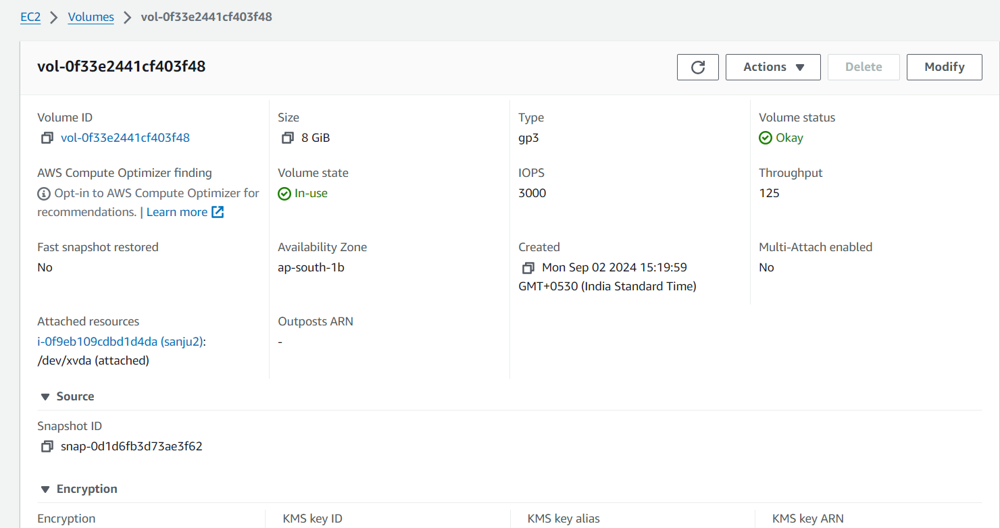 EC2 > Volumes > vol-0f33e2441cf403f48
vol-0f33e2441cf403f48
Actions Delete Modify
Volume ID
vol-0f33e2441cf403f48
Size
8 GiB
Type
gp3
Volume status
Okay
AWS Compute Optimizer finding
Opt-in to AWS Compute Optimizer for
recommendations. | Learn more
Volume state
In-use
IOPS
3000
Throughput
125
Fast snapshot restored
No
Availability Zone
ap-south-1b
Created
Mon Sep 02 2024 15:19:59
GMT+0530 (India Standard Time)
Multi-Attach enabled
No
Attached resources
i-0f9eb109cdbd1d4da (sanju2):
/dev/xvda (attached)
Outposts ARN
-
Source
Snapshot ID
snap-0d1d6fb3d73ae3f62
Encryption
Encryption
KMS key ID
KMS key alias
KMS key ARN